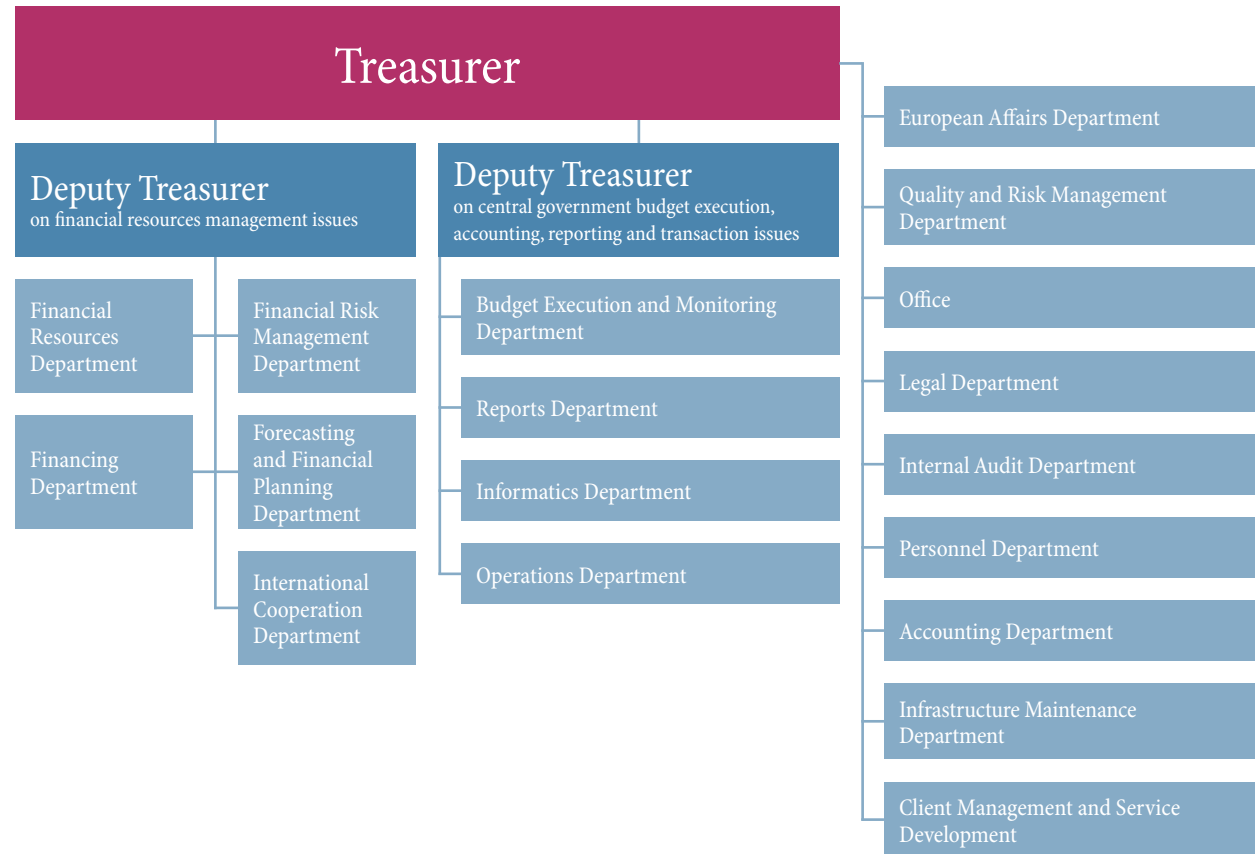 Treasurer
Deputy Treasurer
on financial resources management issues
Financial
Resources
Department
Financial Risk
Management
Department
Financing
Department
Forecasting
and Financial
Planning
Department
International
Cooperation
Department
Deputy Treasurer
on central government budget execution,
accounting, reporting and transaction issues
Budget Execution and Monitoring
Department
Reports Department
Informatics Department
Operations Department
European Affairs Department
Quality and Risk Management
Department
Office
Legal Department
Internal Audit Department
Personnel Department
Accounting Department
Infrastructure Maintenance
Department
Client Management and Service
Development